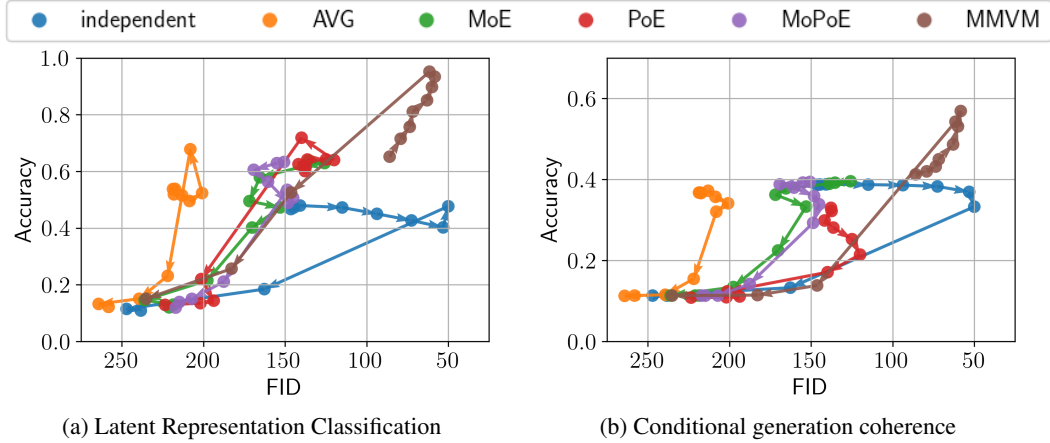 independent AVG MoE PoE MoPoE MMVM
1.0
0.8
0.6
0.4
0.2
0.0
Accuracy
250 200 150 100 50
FID
(a) Latent Representation Classification
0.6
0.4
0.2
0.0
Accuracy
250 200 150 100 50
FID
(b) Conditional generation coherence